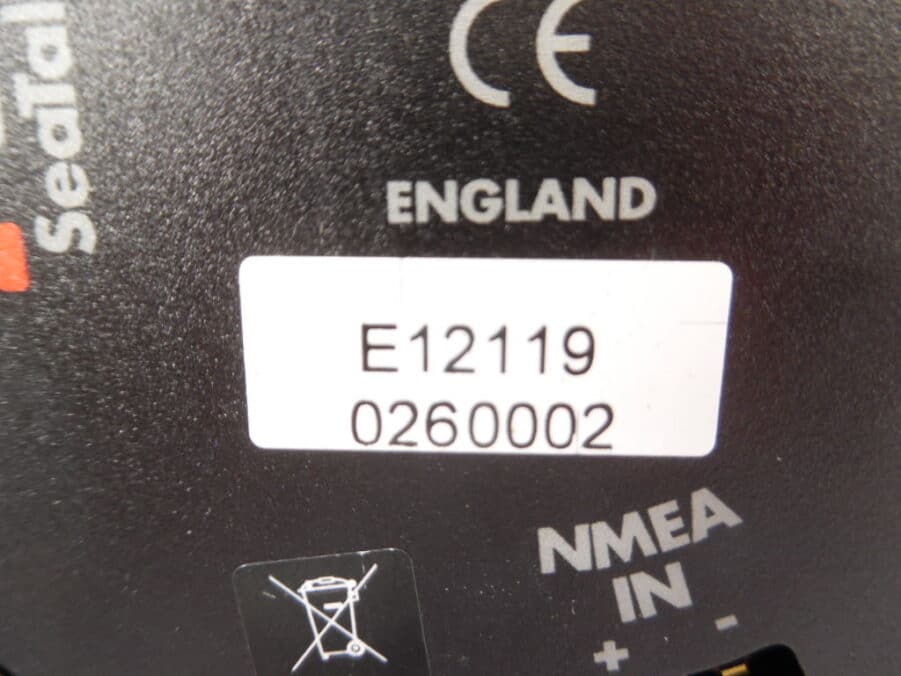 SeaTal
CE
ENGLAND
E12119
0260002
NMEA
IN
+ -